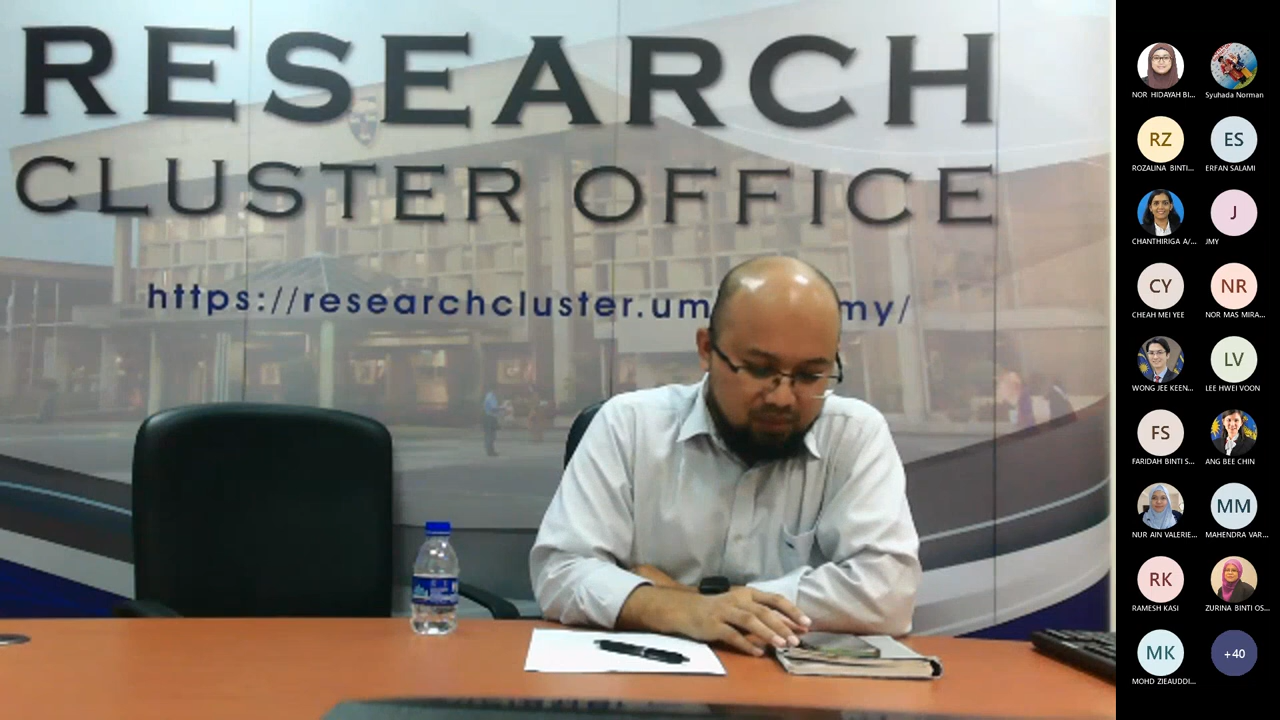 RESEARCH
CLUSTER OFFICE
https://researchcluster.um my/
NOR HIDAYAH BI...
Syuhada Norman
RZ
ROZALINA BINTI...
ES
ERFAN SALAMI
CHANTHIRIGA A/...
J
JMY
CY
CHEAH MEI YEE
NR
NOR MAS MIRA...
WONG JEE KEEN...
LV
LEE HWEI VOON
FS
FARIDAH BINTI S...
ANG BEE CHIN
NUR AIN VALERIE...
MM
MAHENDRA VAR...
RK
RAMESH KASI
ZURINA BINTI OS...
MK
MOHD ZIEAUDDI...
+40